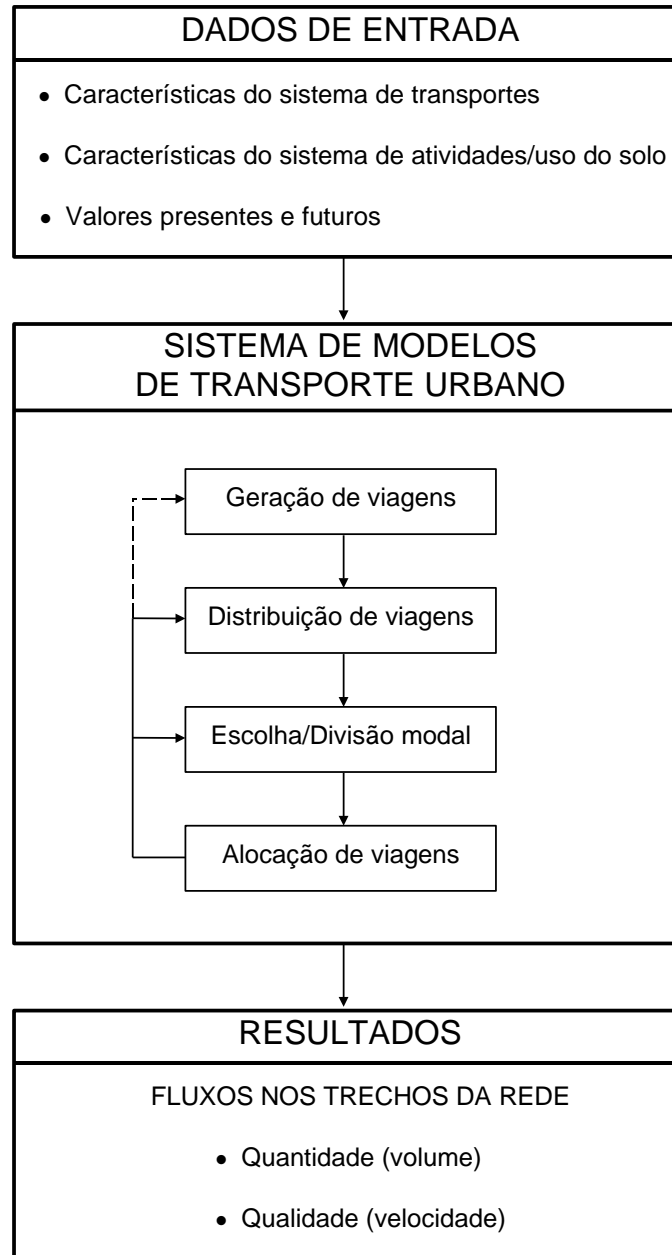 DADOS DE ENTRADA
• Características do sistema de transportes
• Características do sistema de atividades/uso do solo
• Valores presentes e futuros
SISTEMA DE MODELOS
DE TRANSPORTE URBANO
Geração de viagens
Distribuição de viagens
Escolha/Divisão modal
Alocação de viagens
RESULTADOS
FLUXOS NOS TRECHOS DA REDE
• Quantidade (volume)
• Qualidade (velocidade)